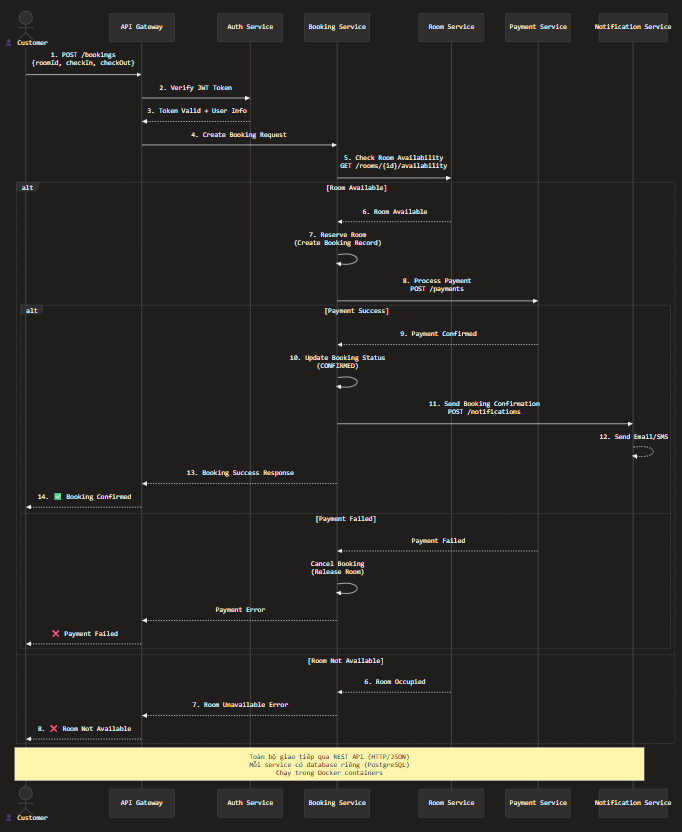 Customer
API Gateway
Auth Service
Booking Service
Room Service
Payment Service
Notification Service
1. POST /bookings
{roomId, checkIn, checkOut}
2. Verify JWT Token
3. Token Valid + User Info
4. Create Booking Request
5. Check Room Availability
GET /rooms/{id}/availability
alt
[Room Available]
6. Room Available
7. Reserve Room
(Create Booking Record)
8. Process Payment
POST /payments
alt
[Payment Success]
9. Payment Confirmed
10. Update Booking Status
(CONFIRMED)
11. Send Booking Confirmation
POST /notifications
12. Send Email/SMS
13. Booking Success Response
14. ✅ Booking Confirmed
[Payment Failed]
Payment Failed
Cancel Booking
(Release Room)
Payment Error
❌ Payment Failed
[Room Not Available]
6. Room Occupied
7. Room Unavailable Error
8. ❌ Room Not Available
Toàn bộ giao tiếp qua REST API (HTTP/JSON)
Mỗi service có database riêng (PostgreSQL)
Chạy trong Docker containers
Customer
API Gateway
Auth Service
Booking Service
Room Service
Payment Service
Notification Service